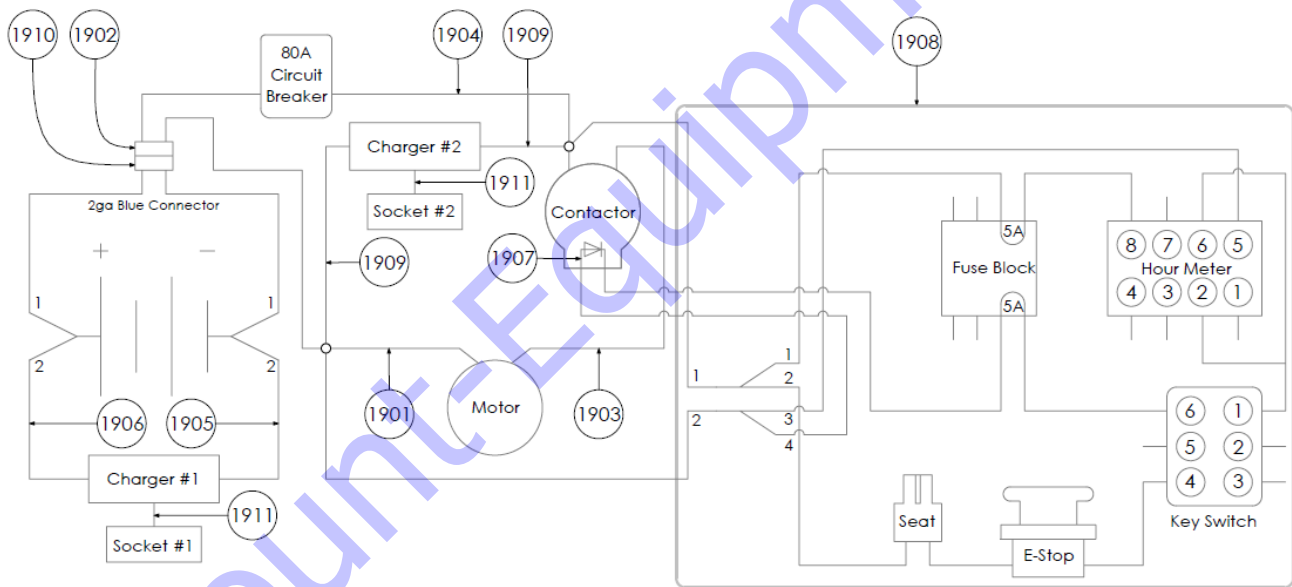 1910
1902
80A
Circuit
Breaker
1904
1909
1908
Charger #2
1911
Socket #2
Contactor
1907
2ga Blue Connector
+
−
1909
5A
Fuse Block
5A
8 7 6 5
Hour Meter
4 3 2 1
1
1
2
2
1906
1905
1901
Motor
1903
1
2
1
2
3
4
6 1
5 2
4 3
Key Switch
Charger #1
1911
Socket #1
Seat
E-Stop
ount-Equipm